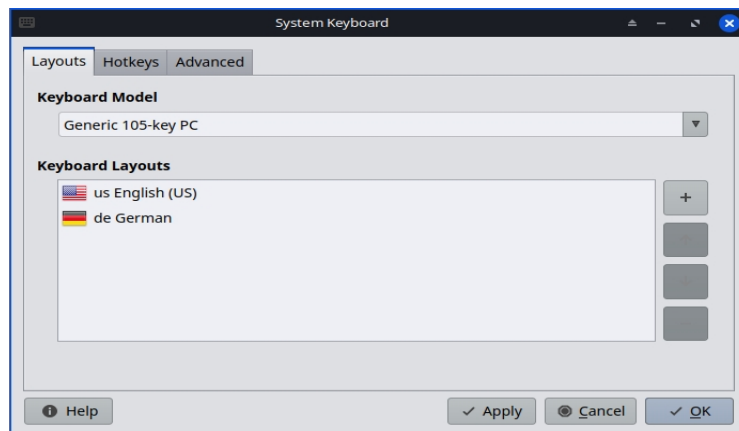 System Keyboard
Layouts Hotkeys Advanced
Keyboard Model
Generic 105-key PC
Keyboard Layouts
us English (US)
de German
Help Apply Cancel OK